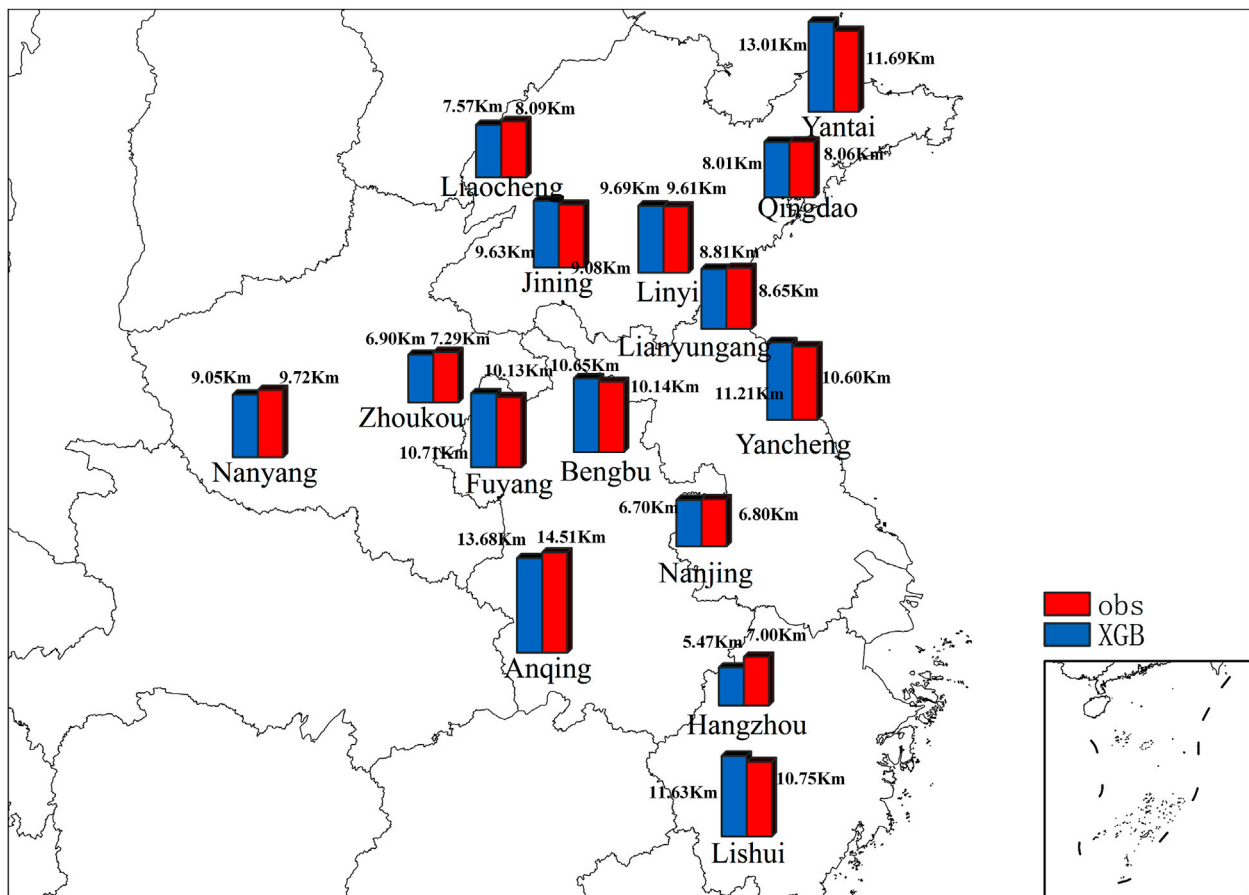 13.01Km
11.69Km
Yantai
7.57Km 8.09Km
Liaocheng
8.01Km
8.06Km
Qingdao
9.69Km 9.61Km
Linyi
9.63Km
9.08Km
Jining
8.81Km
8.65Km
Lianyungang
6.90Km 7.29Km
Zhoukou
9.05Km 9.72Km
Nanyang
10.13Km
10.71Km
Fuyang
10.65Km
10.14Km
Bengbu
10.60Km
11.21Km
Yancheng
6.70Km
6.80Km
Nanjing
13.68Km 14.51Km
Anqing
5.47Km
7.00Km
Hangzhou
11.63Km
10.75Km
Lishui
obs
XGB